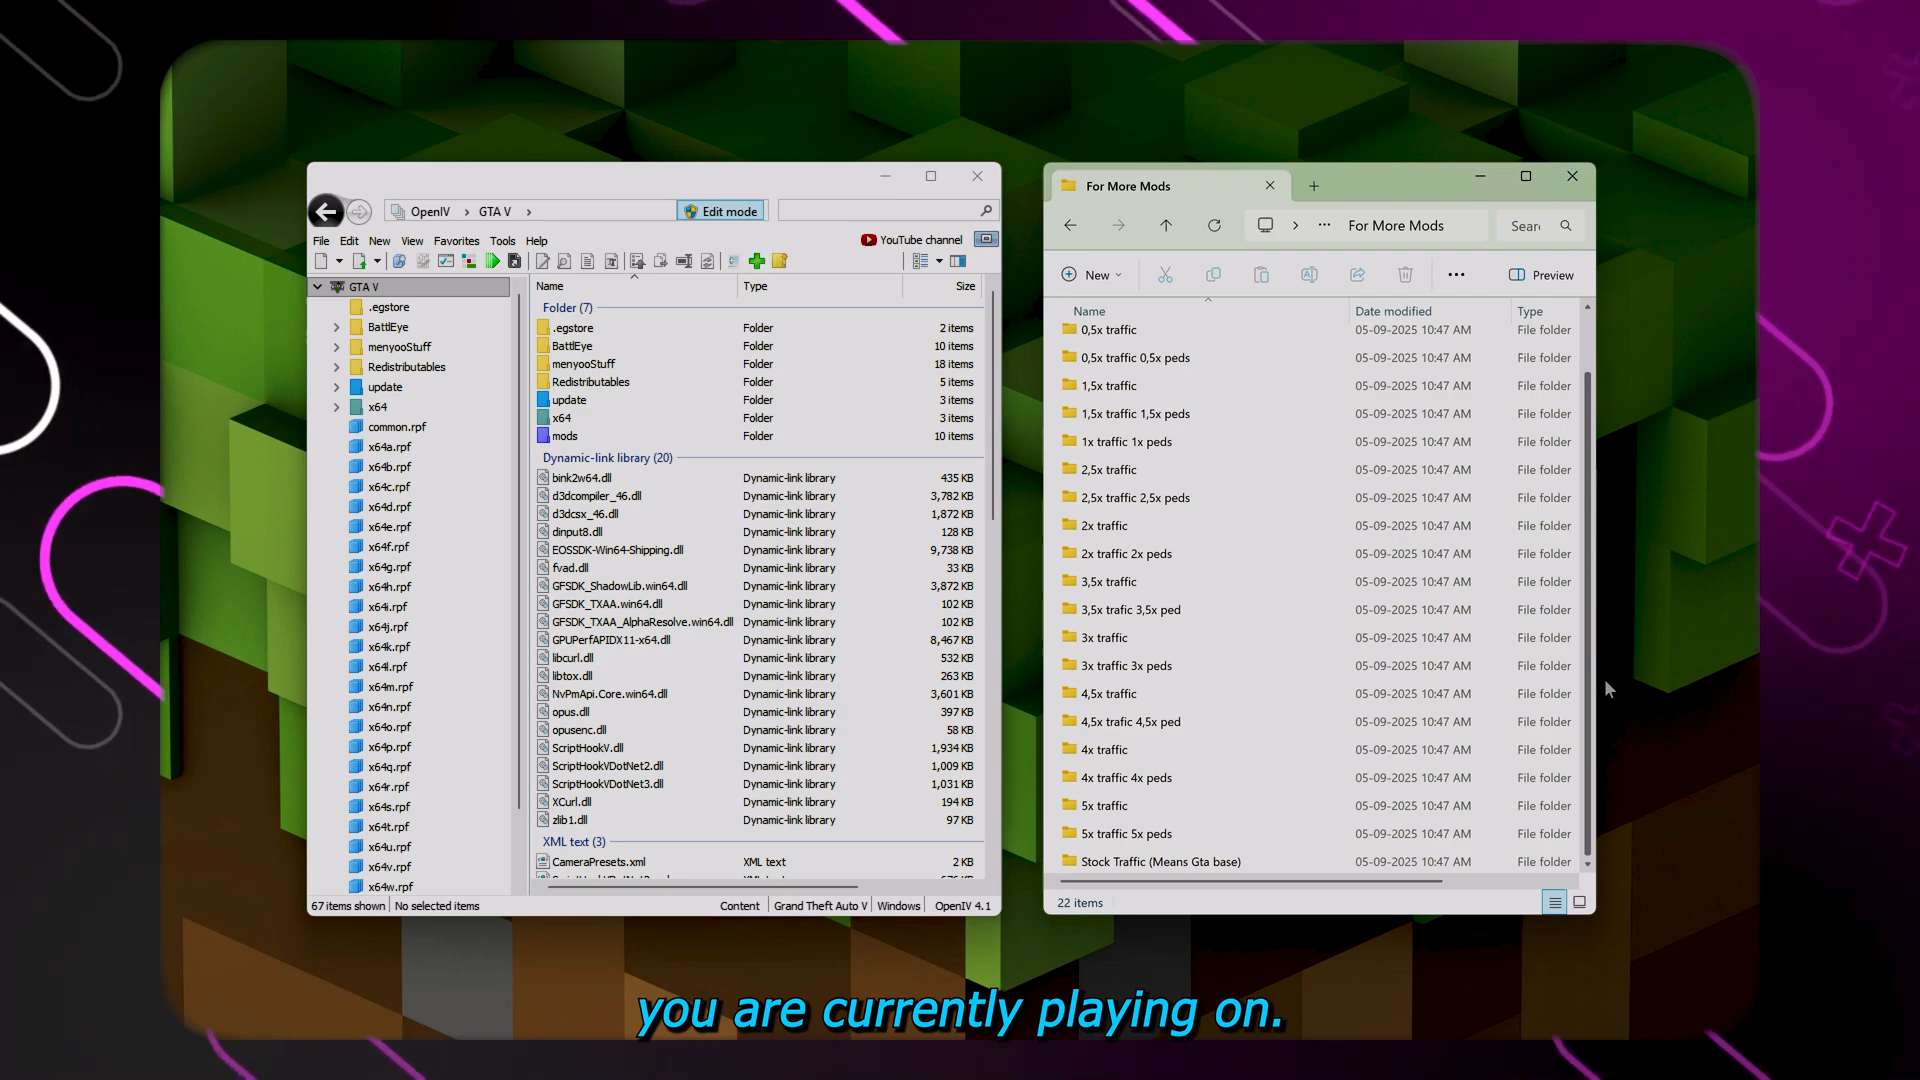 OpenIV
GTA V
Edit mode
File Edit New View Favorites Tools Help
YouTube channel
GTA V
.egstore
BattlEye
menyooStuff
Redistributables
update
x64
common.rpf
x64a.rpf
x64b.rpf
x64c.rpf
x64d.rpf
x64e.rpf
x64f.rpf
x64g.rpf
x64h.rpf
x64i.rpf
x64j.rpf
x64k.rpf
x64l.rpf
x64m.rpf
x64n.rpf
x64o.rpf
x64p.rpf
x64q.rpf
x64r.rpf
x64s.rpf
x64t.rpf
x64u.rpf
x64v.rpf
x64w.rpf
Name Type Size
Folder (7)
.egstore Folder 2 items
BattlEye Folder 10 items
menyooStuff Folder 18 items
Redistributables Folder 5 items
update Folder 3 items
x64 Folder 3 items
mods Folder 10 items
Dynamic-link library (20)
bink2w64.dll Dynamic-link library 435 KB
d3dcompiler_46.dll Dynamic-link library 3,782 KB
d3dcsx_46.dll Dynamic-link library 1,872 KB
dinput8.dll Dynamic-link library 128 KB
EOSSDK-Win64-Shipping.dll Dynamic-link library 9,738 KB
fvad.dll Dynamic-link library 33 KB
GFSDK_ShadowLib.win64.dll Dynamic-link library 3,872 KB
GFSDK_TXAA.win64.dll Dynamic-link library 102 KB
GFSDK_TXAA_AlphaResolve.win64.dll Dynamic-link library 102 KB
GPUPerfAPIDX11-x64.dll Dynamic-link library 8,467 KB
libcurl.dll Dynamic-link library 532 KB
libtox.dll Dynamic-link library 263 KB
NvPmApi.Core.win64.dll Dynamic-link library 3,601 KB
opus.dll Dynamic-link library 397 KB
opusenc.dll Dynamic-link library 58 KB
ScriptHookV.dll Dynamic-link library 1,934 KB
ScriptHookVDotNet2.dll Dynamic-link library 1,009 KB
ScriptHookVDotNet3.dll Dynamic-link library 1,031 KB
XCurl.dll Dynamic-link library 194 KB
zlib1.dll Dynamic-link library 97 KB
XML text (3)
CameraPresets.xml XML text 2 KB
67 items shown No selected items Content Grand Theft Auto V Windows OpenIV 4.1
For More Mods
For More Mods
Sear
New
Preview
Name Date modified Type
0,5x traffic 05-09-2025 10:47 AM File folder
0,5x traffic 0,5x peds 05-09-2025 10:47 AM File folder
1,5x traffic 05-09-2025 10:47 AM File folder
1,5x traffic 1,5x peds 05-09-2025 10:47 AM File folder
1x traffic 1x peds 05-09-2025 10:47 AM File folder
2,5x traffic 05-09-2025 10:47 AM File folder
2,5x traffic 2,5x peds 05-09-2025 10:47 AM File folder
2x traffic 05-09-2025 10:47 AM File folder
2x traffic 2x peds 05-09-2025 10:47 AM File folder
3,5x traffic 05-09-2025 10:47 AM File folder
3,5x trafic 3,5x ped 05-09-2025 10:47 AM File folder
3x traffic 05-09-2025 10:47 AM File folder
3x traffic 3x peds 05-09-2025 10:47 AM File folder
4,5x traffic 05-09-2025 10:47 AM File folder
4,5x trafic 4,5x ped 05-09-2025 10:47 AM File folder
4x traffic 05-09-2025 10:47 AM File folder
4x traffic 4x peds 05-09-2025 10:47 AM File folder
5x traffic 05-09-2025 10:47 AM File folder
5x traffic 5x peds 05-09-2025 10:47 AM File folder
Stock Traffic (Means Gta base) 05-09-2025 10:47 AM File folder
22 items
you are currently playing on.